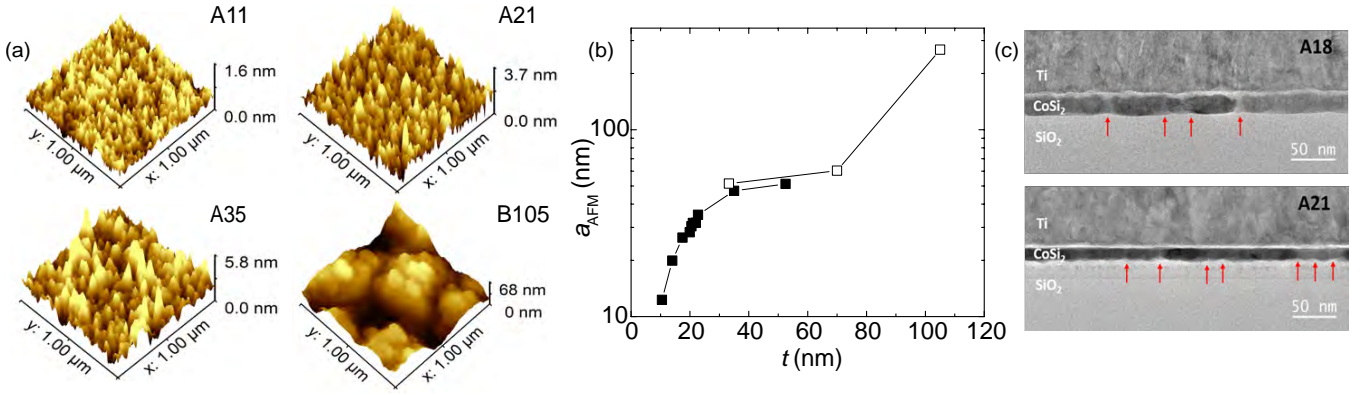 (a)
A11
1.6 nm
0.0 nm
y: 1.00 µm
x: 1.00 µm
A21
3.7 nm
0.0 nm
y: 1.00 µm
x: 1.00 µm
A35
5.8 nm
0.0 nm
y: 1.00 µm
x: 1.00 µm
B105
68 nm
0 nm
y: 1.00 µm
x: 1.00 µm
(b)
a_AFM (nm)
100
10
0 20 40 60 80 100 120
t (nm)
(c)
A18
Ti
CoSi₂
SiO₂
50 nm
A21
Ti
CoSi₂
SiO₂
50 nm